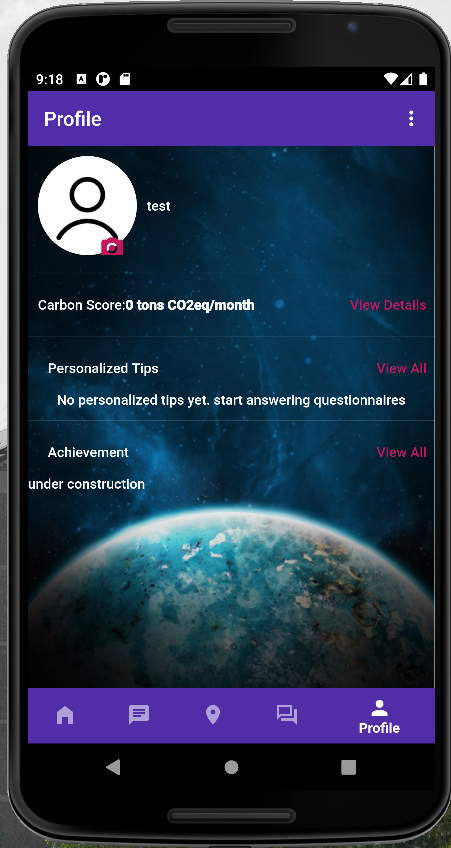 9:18
Profile
test
Carbon Score:0 tons CO2eq/month
View Details
Personalized Tips
View All
No personalized tips yet. start answering questionnaires
Achievement
View All
under construction
Profile